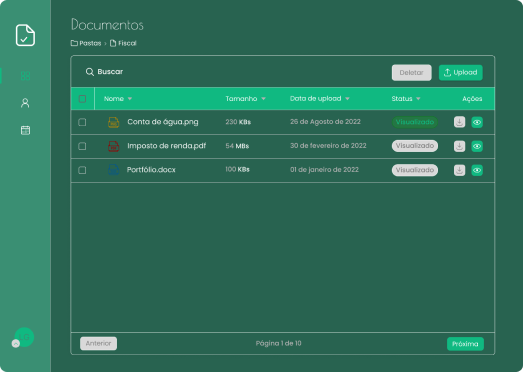 Documentos
Pastas › Fiscal
Buscar
Deletar
Upload
Nome Tamanho Data de upload Status Ações
Conta de água.png 230 KBs 25 de Agosto de 2022 Visualizado
Imposto de renda.pdf 54 MBs 30 de fevereiro de 2022 Visualizado
Portfólio.docx 100 KBs 01 de janeiro de 2022 Visualizado
Anterior Página 1 de 10 Próxima